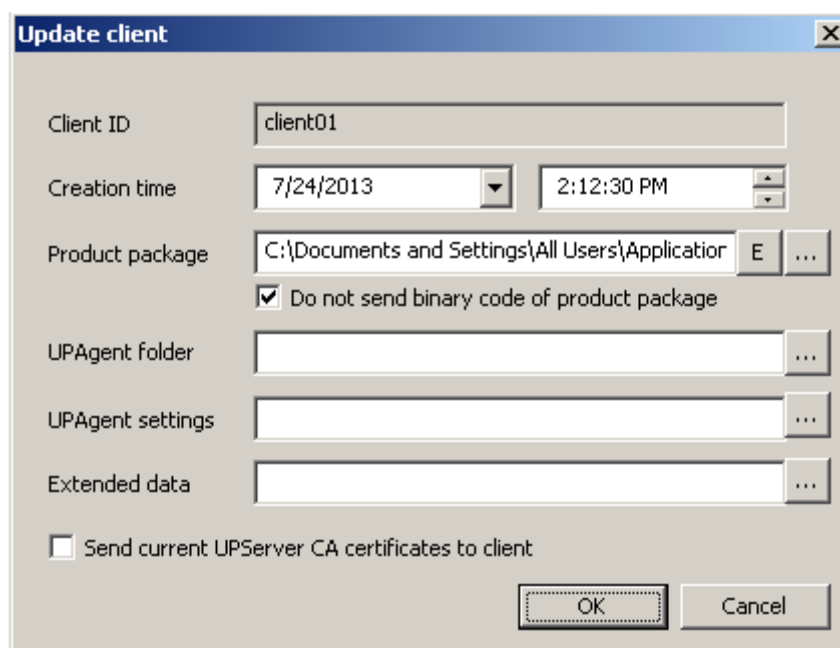 Update client
Client ID client01
Creation time 7/24/2013 2:12:30 PM
Product package C:\Documents and Settings\All Users\Application E ...
Do not send binary code of product package
UPAgent folder ...
UPAgent settings ...
Extended data ...
Send current UPServer CA certificates to client
OK Cancel